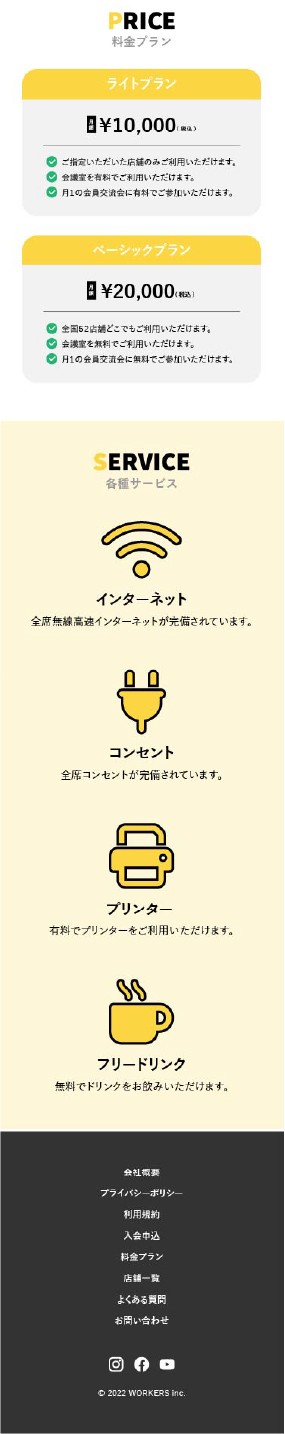 PRICE
料金プラン
ライトプラン
月額 ¥10,000(税込)
ご指定いただいた店舗のみご利用いただけます。
会議室を有料でご利用いただけます。
月1の会員交流会に有料でご参加いただけます。
ベーシックプラン
月額 ¥20,000(税込)
全国52店舗どこでもご利用いただけます。
会議室を無料でご利用いただけます。
月1の会員交流会に無料でご参加いただけます。
SERVICE
各種サービス
インターネット
全席無線高速インターネットが完備されています。
コンセント
全席コンセントが完備されています。
プリンター
有料でプリンターをご利用いただけます。
フリードリンク
無料でドリンクをお飲みいただけます。
会社概要
プライバシーポリシー
利用規約
入会申込
料金プラン
店舗一覧
よくある質問
お問い合わせ
© 2022 WORKERS Inc.